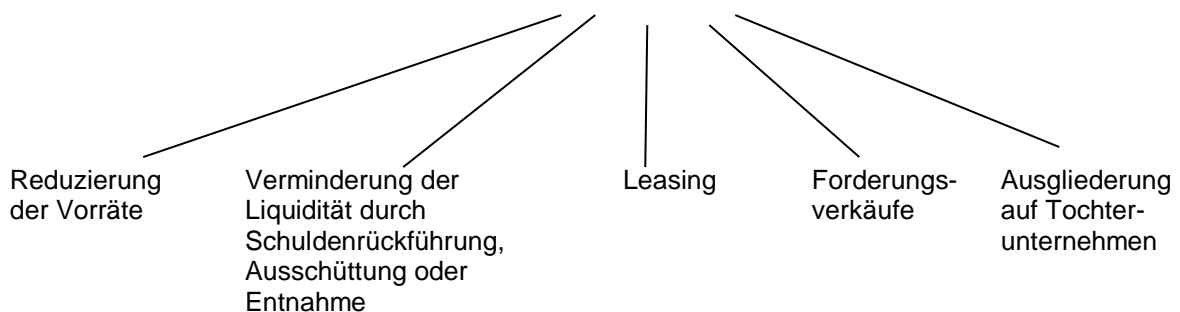 Reduzierung
der Vorräte
Verminderung der
Liquidität durch
Schuldenrückführung,
Ausschüttung oder
Entnahme
Leasing
Forderungs-
verkäufe
Ausgliederung
auf Tochter-
unternehmen